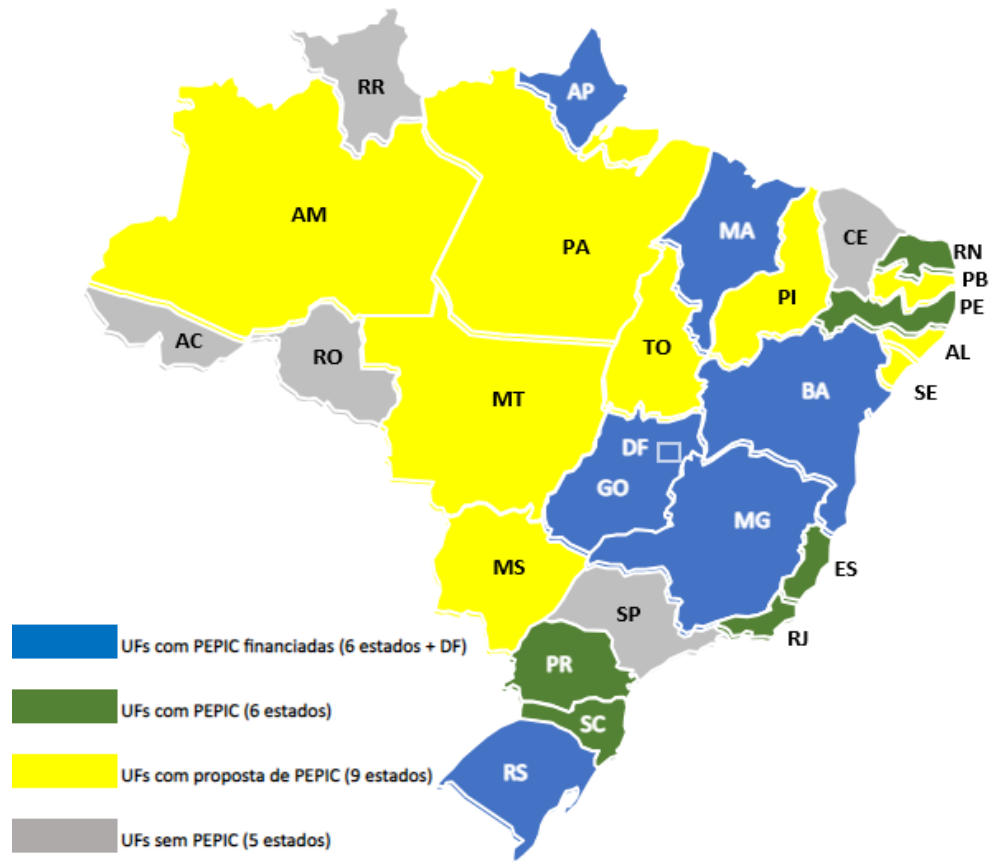 RR
AP
AM
PA
MA
CE
RN
PB
PE
PI
AC
RO
TO
AL
SE
MT
BA
DF
GO
MG
MS
ES
SP
RJ
PR
SC
RS
UFs com PEPIC financiadas (6 estados + DF)
UFs com PEPIC (6 estados)
UFs com proposta de PEPIC (9 estados)
UFs sem PEPIC (5 estados)